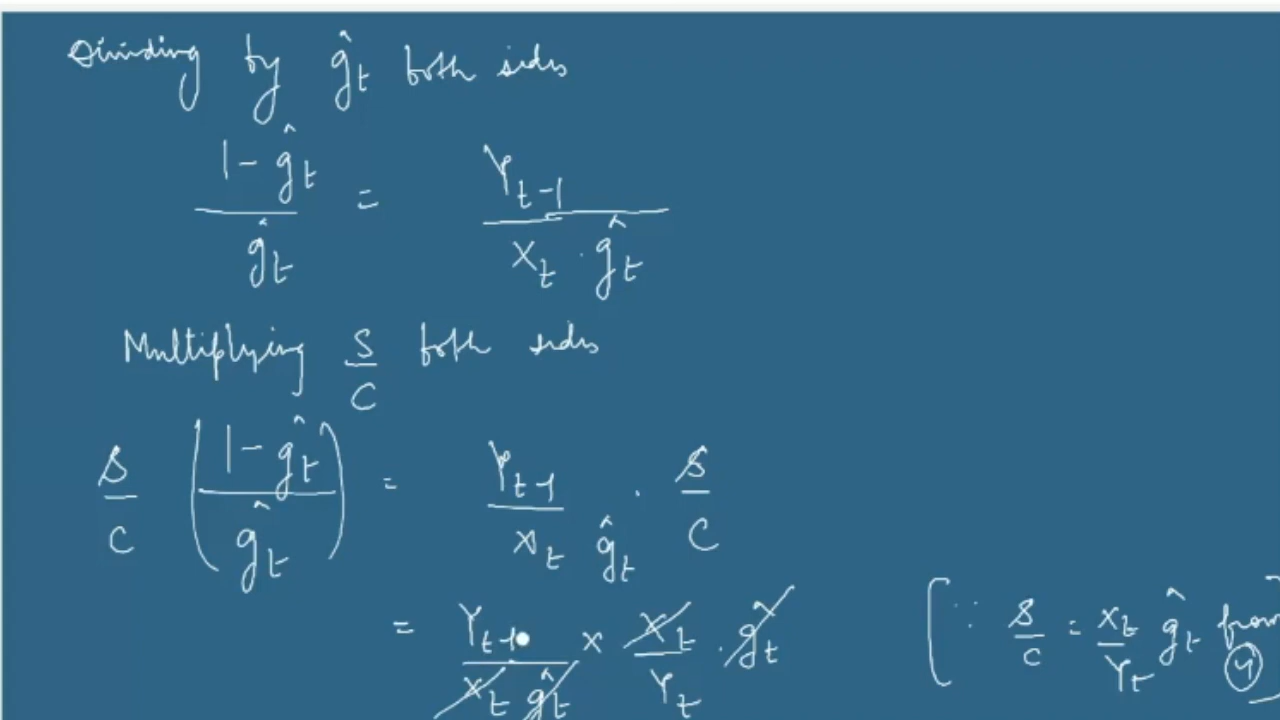 Dividing by ĝt both sides
1 - ĝt / ĝt = Yt-1 / Xt · ĝt
Multiplying S/C both sides
S/C (1 - ĝt / ĝt) = Yt-1 / Xt ĝt · S/C
= Yt-1 / Xt ĝt × Xt / Yt · ĝt [∵ S/C = Xt / Yt ĝt from (4)]